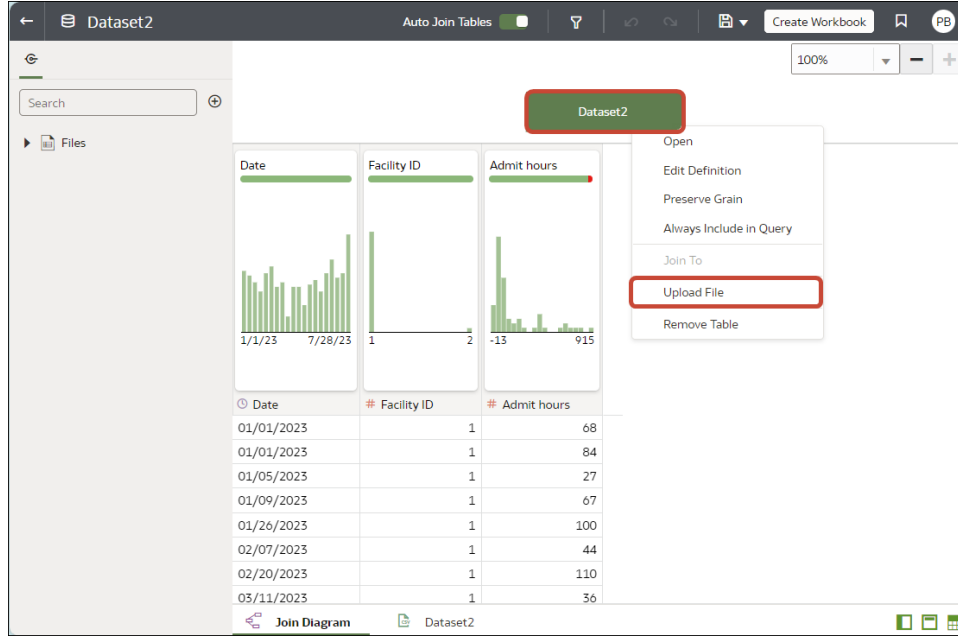 Dataset2
Auto Join Tables
Create Workbook
PB
100%
Search
Files
Dataset2
Open
Edit Definition
Preserve Grain
Always Include in Query
Join To
Upload File
Remove Table
Date Facility ID Admit hours
1/1/23 7/28/23 1 2 -13 915
Date # Facility ID # Admit hours
01/01/2023 1 68
01/01/2023 1 84
01/05/2023 1 27
01/09/2023 1 67
01/26/2023 1 100
02/07/2023 1 44
02/20/2023 1 110
03/11/2023 1 36
Join Diagram Dataset2